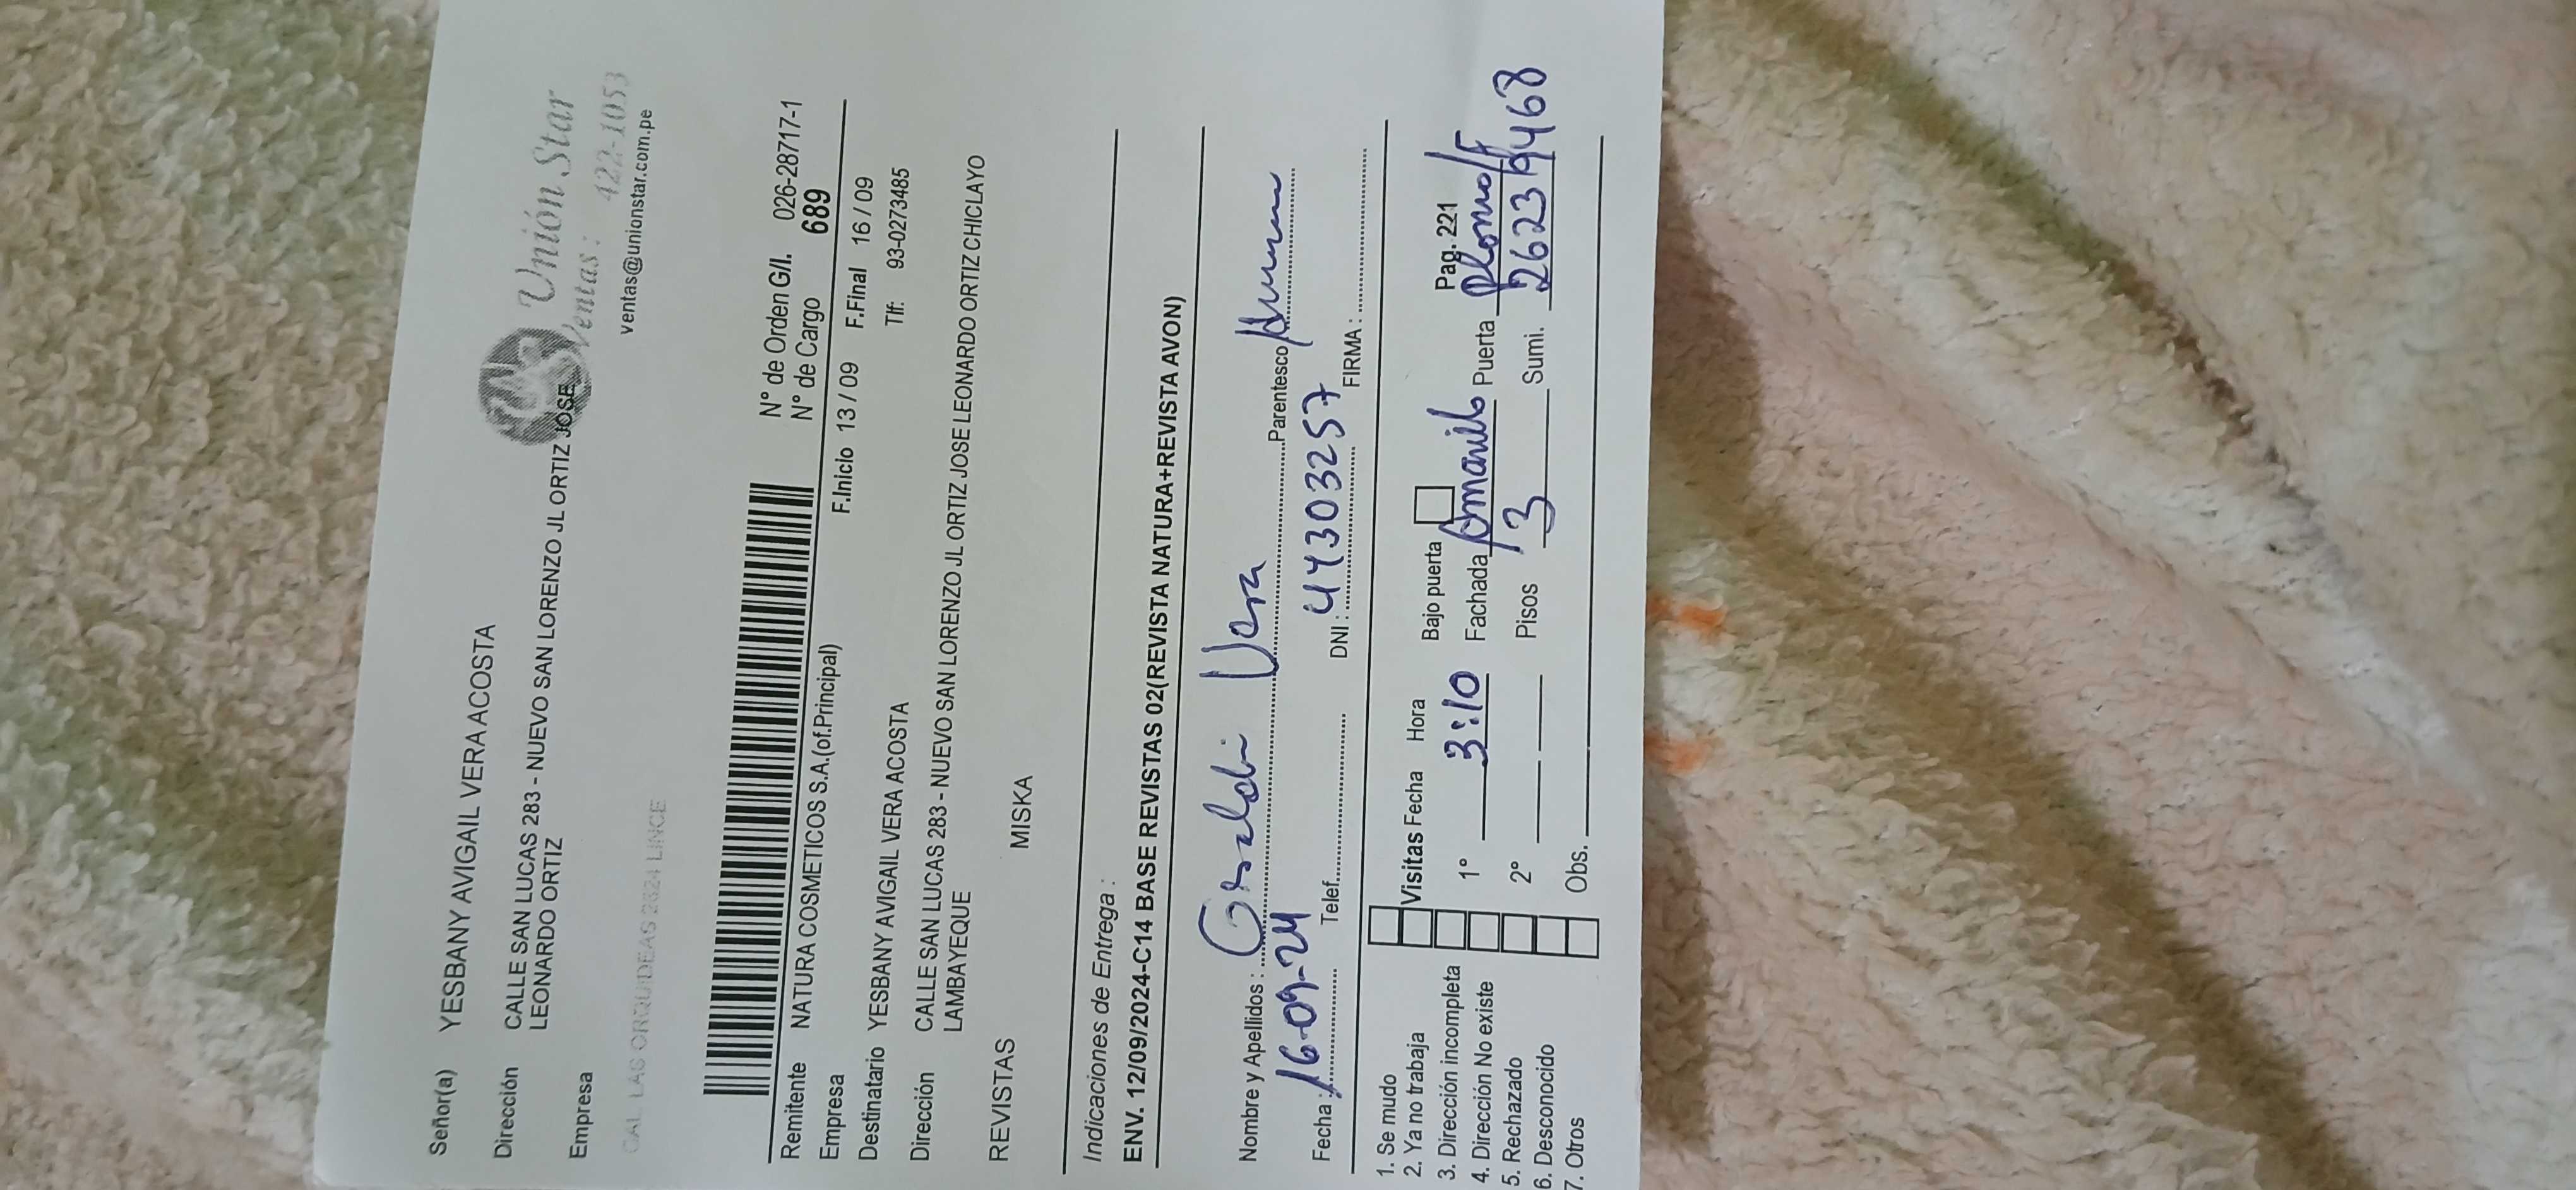 Señor(a) YESBANY AVIGAIL VERA ACOSTA
Unión Star
Ventas: 422-1053
ventas@unionstar.com.pe
Dirección CALLE SAN LUCAS 283 - NUEVO SAN LORENZO JL ORTIZ JOSE
LEONARDO ORTIZ
Empresa
CAL. LAS ORQUIDEAS 2624 LINCE
N° de Orden G/I. 026-28717-1
N° de Cargo 689
Remitente NATURA COSMETICOS S.A.(of.Principal)
Empresa F.Inicio 13 / 09 F.Final 16 / 09
Destinatario YESBANY AVIGAIL VERA ACOSTA Tlf: 93-0273485
Dirección CALLE SAN LUCAS 283 - NUEVO SAN LORENZO JL ORTIZ JOSE LEONARDO ORTIZ CHICLAYO
LAMBAYEQUE
REVISTAS MISKA
Indicaciones de Entrega :
ENV. 12/09/2024-C14 BASE REVISTAS 02(REVISTA NATURA+REVISTA AVON)
Nombre y Apellidos : Vera Parentesco
Fecha : 16-09-24 Telef. DNI : 44303257 FIRMA :
1. Se mudo
2. Ya no trabaja Visitas Fecha Hora Bajo puerta Pag. 221
3. Dirección incompleta 1° 3:10 Fachada Amarillo Puerta Plomo/F
4. Dirección No existe
5. Rechazado 2° Pisos 3 Sumi. 26239468
6. Desconocido
7. Otros Obs.